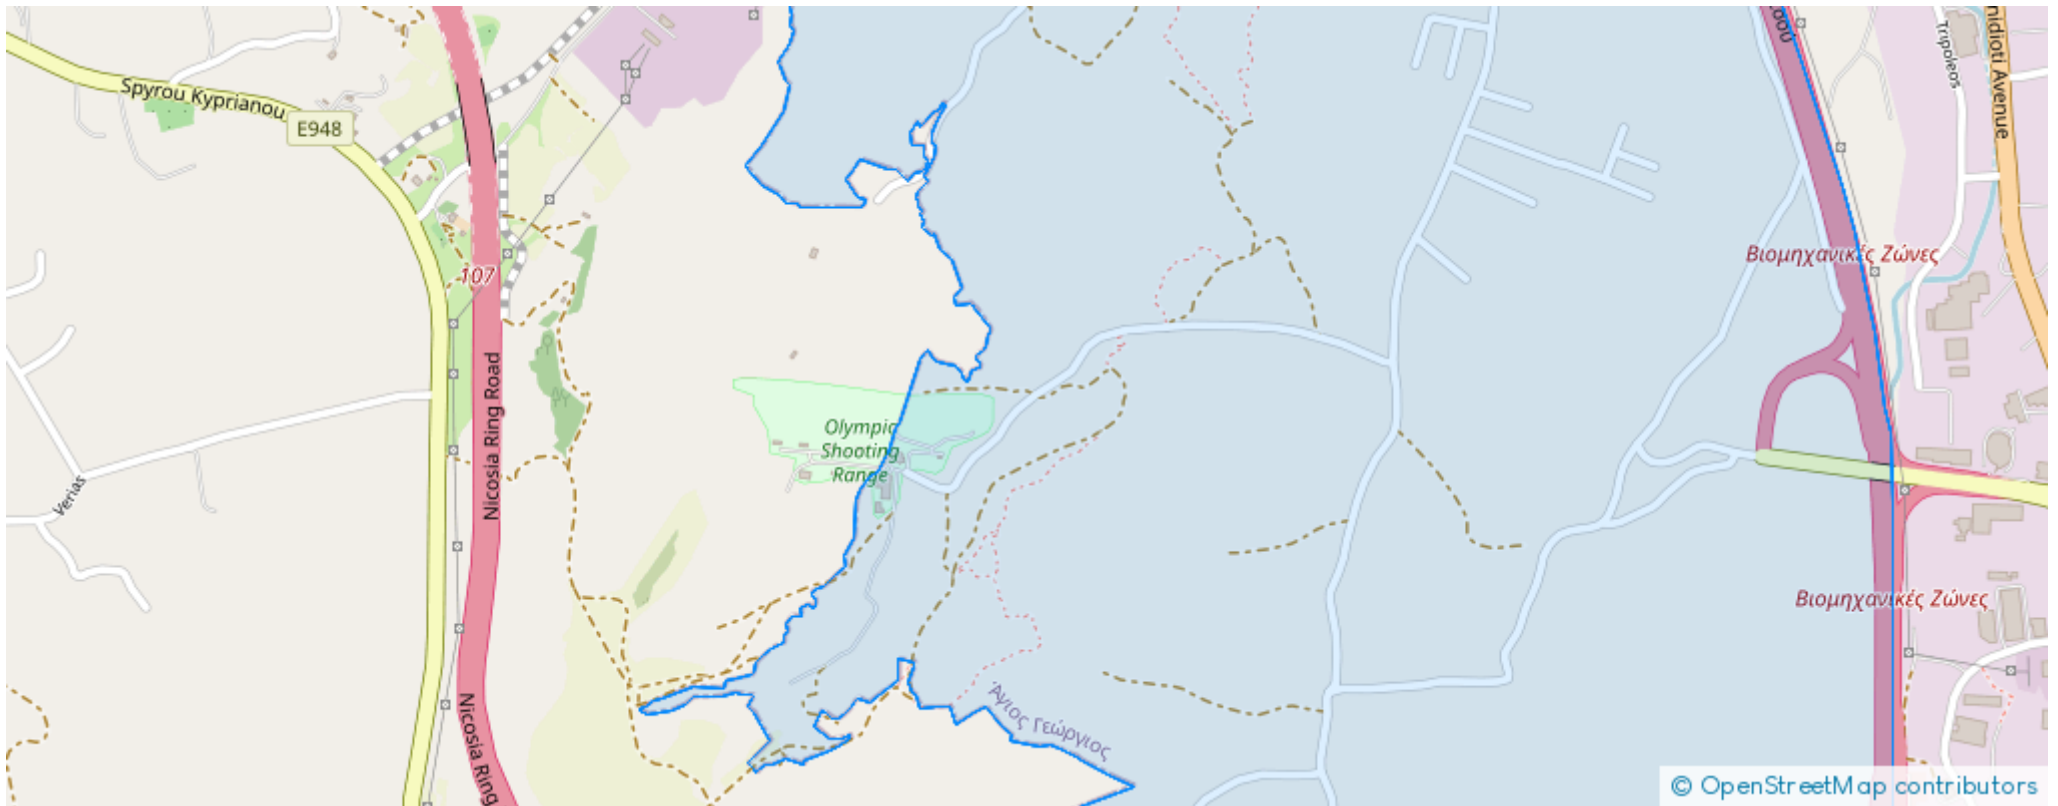 Spyrou Kyprianou
E948
107
Nicosia Ring Road
Nicosia Ring
Verias
Olympic
Shooting
Range
Άγιος Γεώργιος
Tripoleos
Βιομηχανικές Ζώνες
Βιομηχανικές Ζώνες
Avenue
© OpenStreetMap contributors